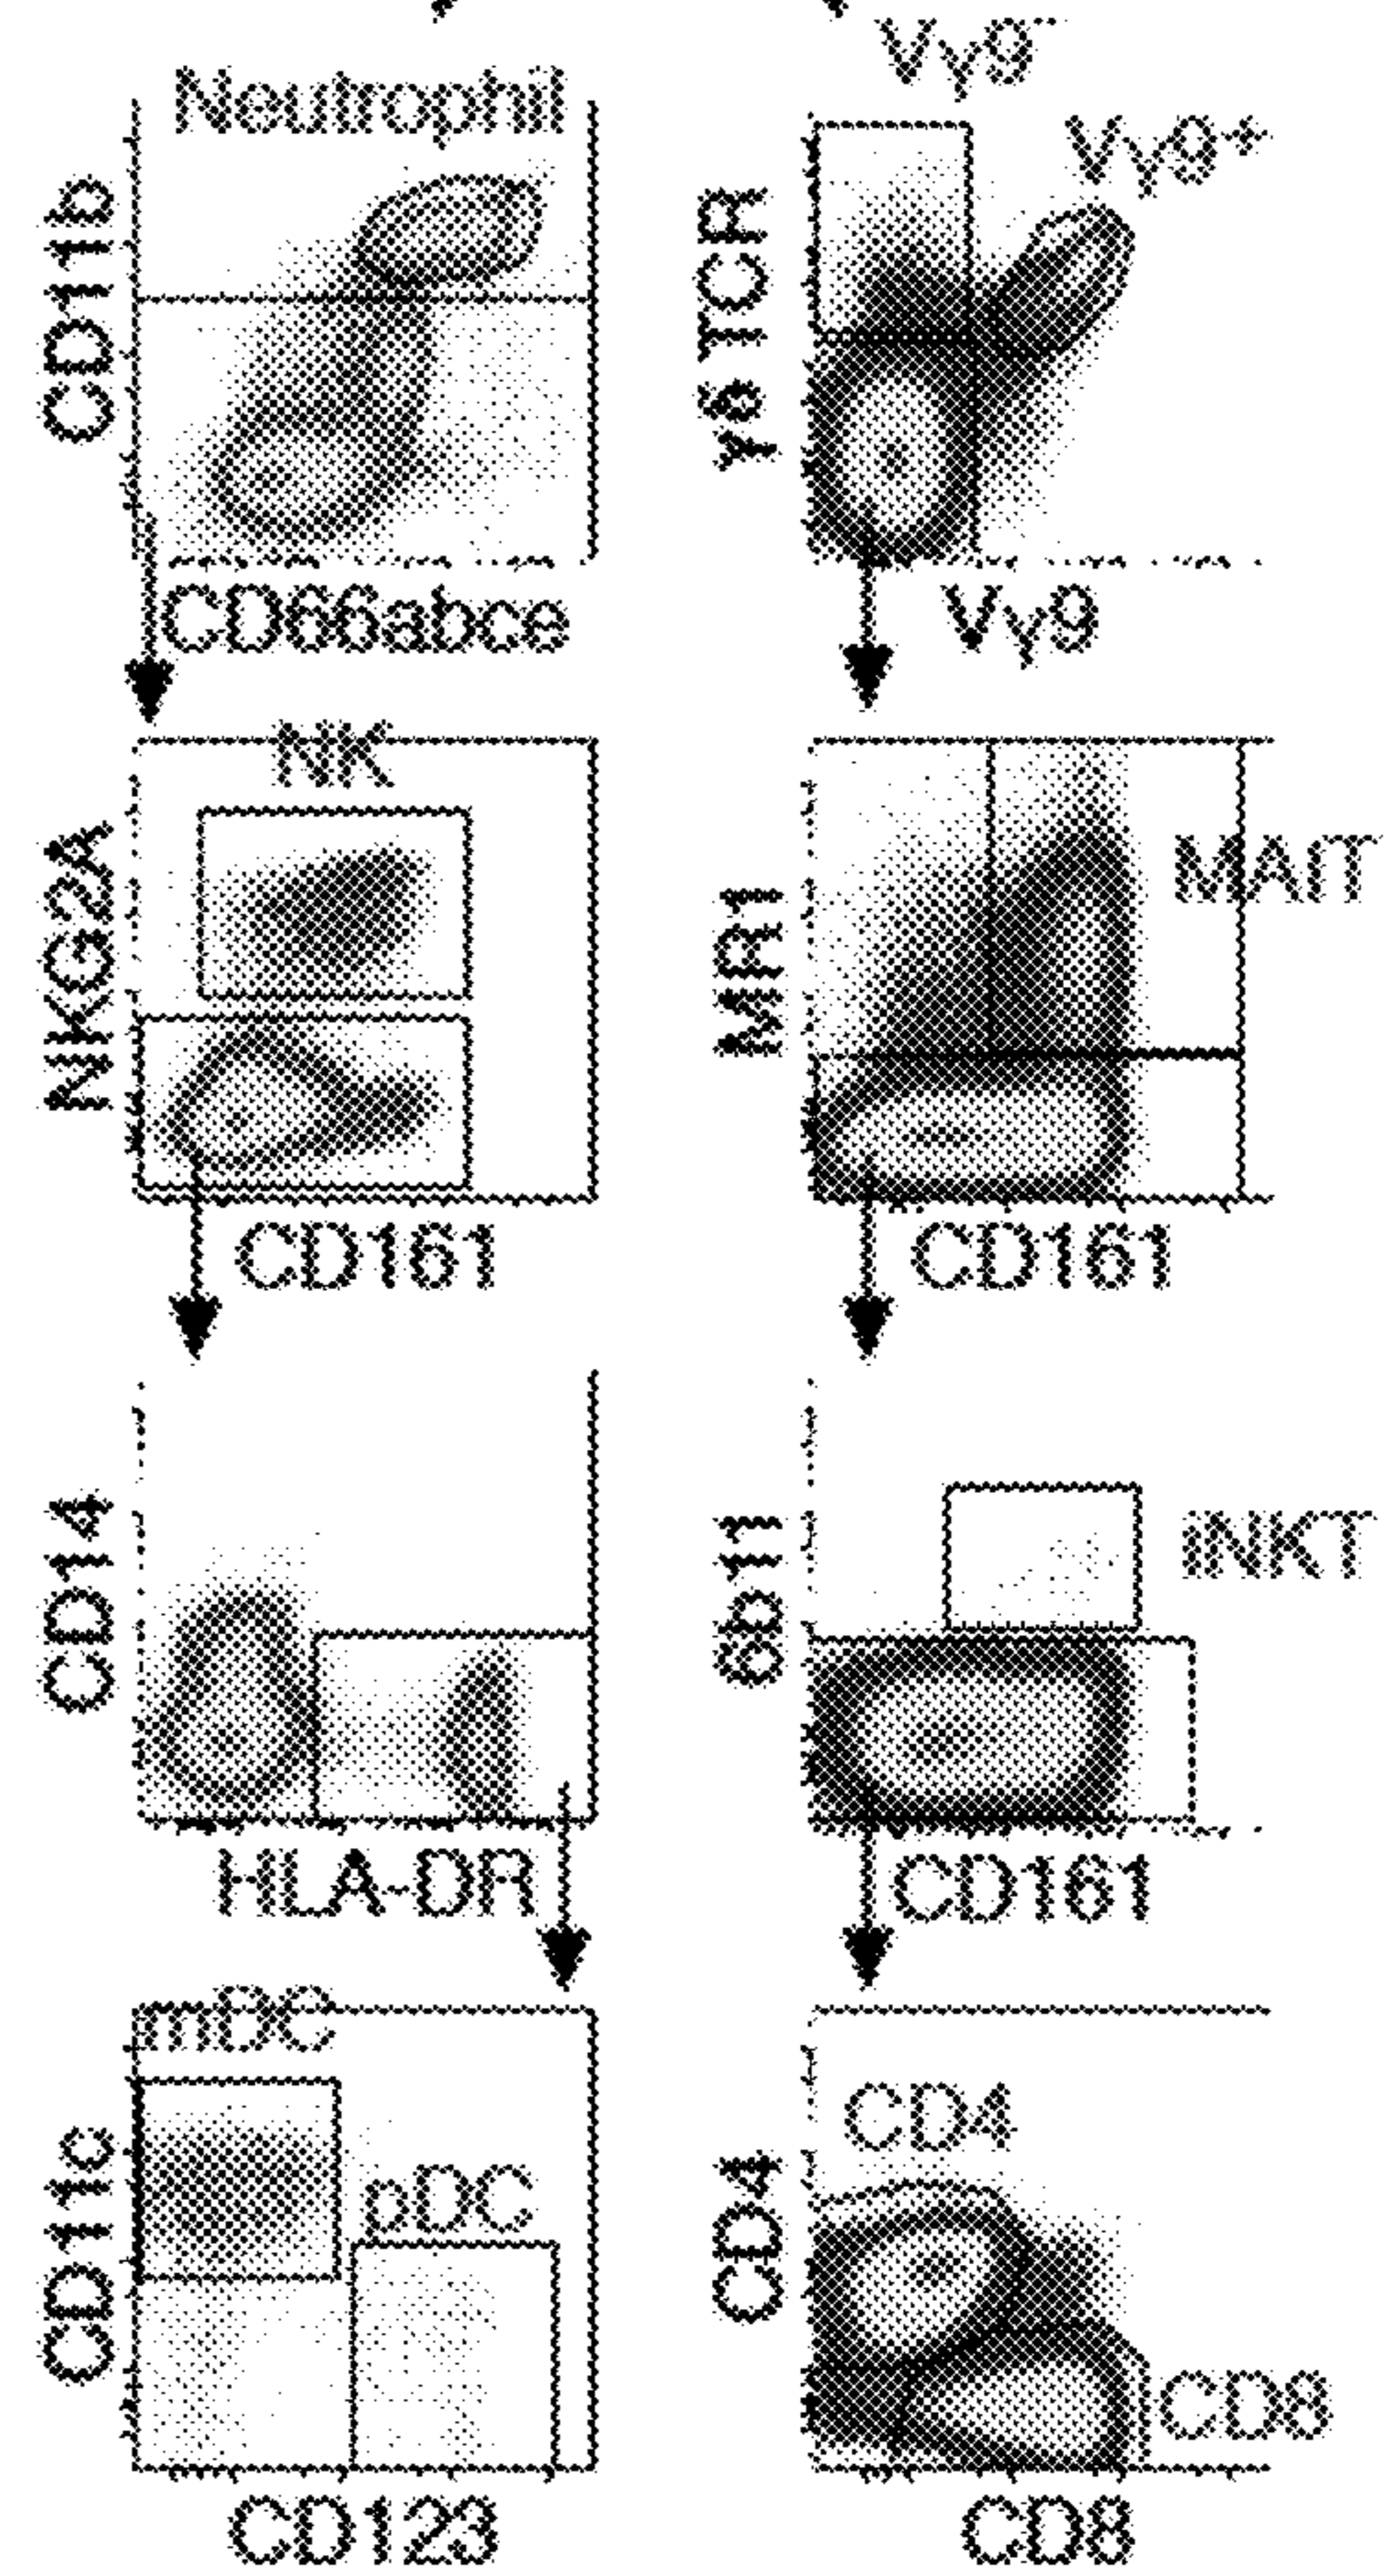 Vγ9⁻
Neutrophil
Vγ9⁺
CD11b
γδ TCR
CD66abce
Vγ9
NK
MAIT
NKG2A
MR1
CD161
CD161
iNKT
CD14
6b11
HLA-DR
CD161
mDC
CD4
pDC
CD11c
CD4
CD8
CD123
CD8